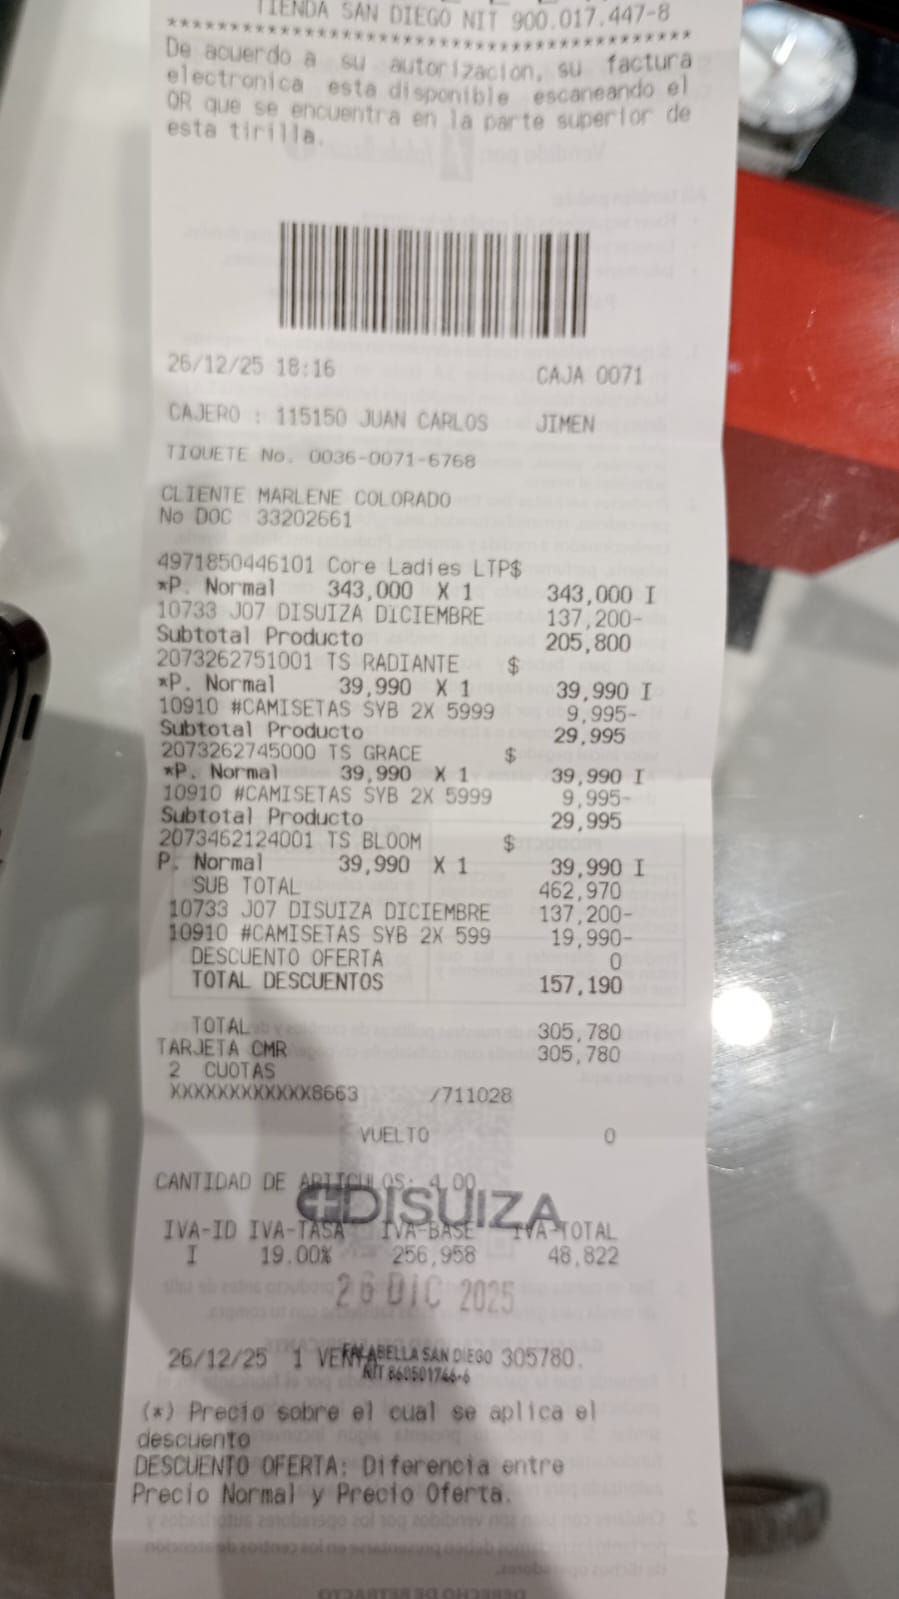 TIENDA SAN DIEGO NIT 900.017.447-8
****************************************
De acuerdo a su autorizacion, su factura
electronica esta disponible escaneando el
QR que se encuentra en la parte superior de
esta tirilla.
26/12/25 18:16 CAJA 0071
CAJERO : 115150 JUAN CARLOS JIMEN
TIQUETE No. 0036-0071-6768
CLIENTE MARLENE COLORADO
No DOC 33202661
4971850446101 Core Ladies LTP$
*P. Normal 343,000 X 1 343,000 I
10733 J07 DISUIZA DICIEMBRE 137,200-
Subtotal Producto 205,800
2073262751001 TS RADIANTE $
*P. Normal 39,990 X 1 39,990 I
10910 #CAMISETAS SYB 2X 5999 9,995-
Subtotal Producto 29,995
2073262745000 TS GRACE $
*P. Normal 39,990 X 1 39,990 I
10910 #CAMISETAS SYB 2X 5999 9,995-
Subtotal Producto 29,995
2073462124001 TS BLOOM $
P. Normal 39,990 X 1 39,990 I
SUB TOTAL 462,970
10733 J07 DISUIZA DICIEMBRE 137,200-
10910 #CAMISETAS SYB 2X 599 19,990-
DESCUENTO OFERTA 0
TOTAL DESCUENTOS 157,190
TOTAL 305,780
TARJETA CMR 305,780
2 CUOTAS
XXXXXXXXXXXX8663 /711028
VUELTO 0
CANTIDAD DE ARTICULOS: 4.00
DISUIZA
IVA-ID IVA-TASA IVA-BASE IVA-TOTAL
I 19.00% 256,958 48,822
26 DIC 2025
26/12/25 1 VENTA 305780.
FALABELLA SAN DIEGO
NIT 860501746-6
(*) Precio sobre el cual se aplica el
descuento
DESCUENTO OFERTA: Diferencia entre
Precio Normal y Precio Oferta.